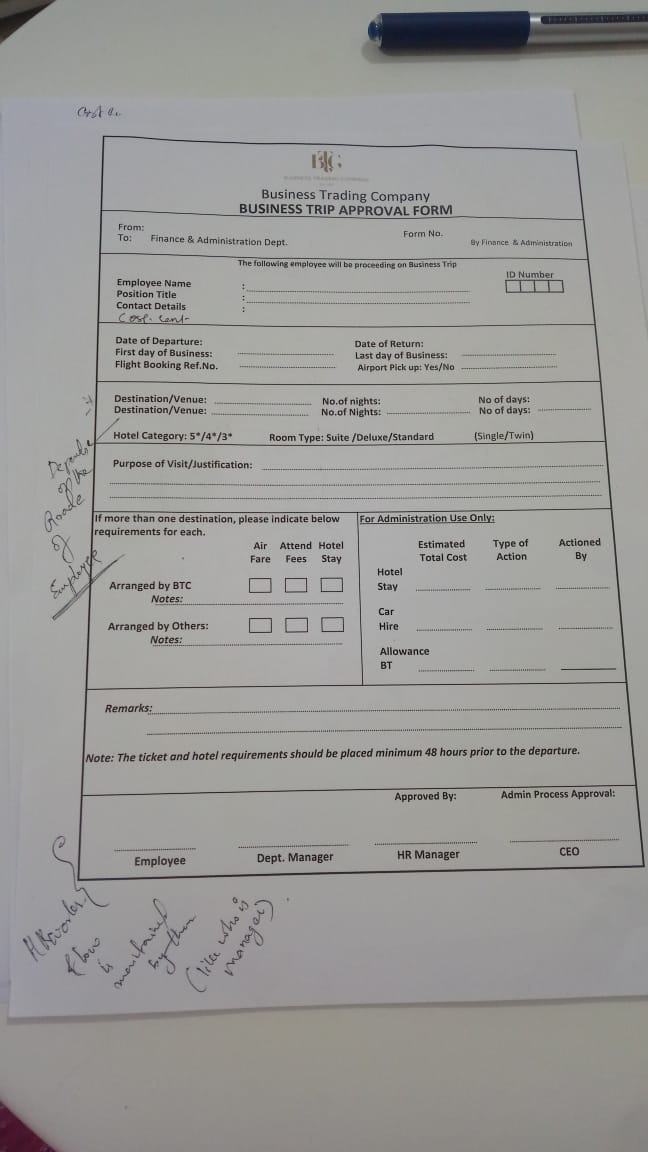 BTC
BUSINESS TRADING COMPANY
Business Trading Company
BUSINESS TRIP APPROVAL FORM
From:
To: Finance & Administration Dept.
Form No.
By Finance & Administration
The following employee will be proceeding on Business Trip
ID Number
Employee Name :
Position Title :
Contact Details :
Cost. Cent-
Date of Departure: Date of Return:
First day of Business: Last day of Business:
Flight Booking Ref.No. Airport Pick up: Yes/No
Destination/Venue: No.of nights: No of days:
Destination/Venue: No.of Nights: No of days:
Hotel Category: 5*/4*/3* Room Type: Suite /Deluxe/Standard (Single/Twin)
Purpose of Visit/Justification:
If more than one destination, please indicate below
requirements for each.
Air Attend Hotel
Fare Fees Stay
Arranged by BTC
Notes:
Arranged by Others:
Notes:
For Administration Use Only:
Estimated Type of Actioned
Total Cost Action By
Hotel
Stay
Car
Hire
Allowance
BT
Remarks:
Note: The ticket and hotel requirements should be placed minimum 48 hours prior to the departure.
Approved By: Admin Process Approval:
Employee Dept. Manager HR Manager CEO
Depends
of the
Roade
of
Employee
flow
is
monitained
by them
(like who is
manager)